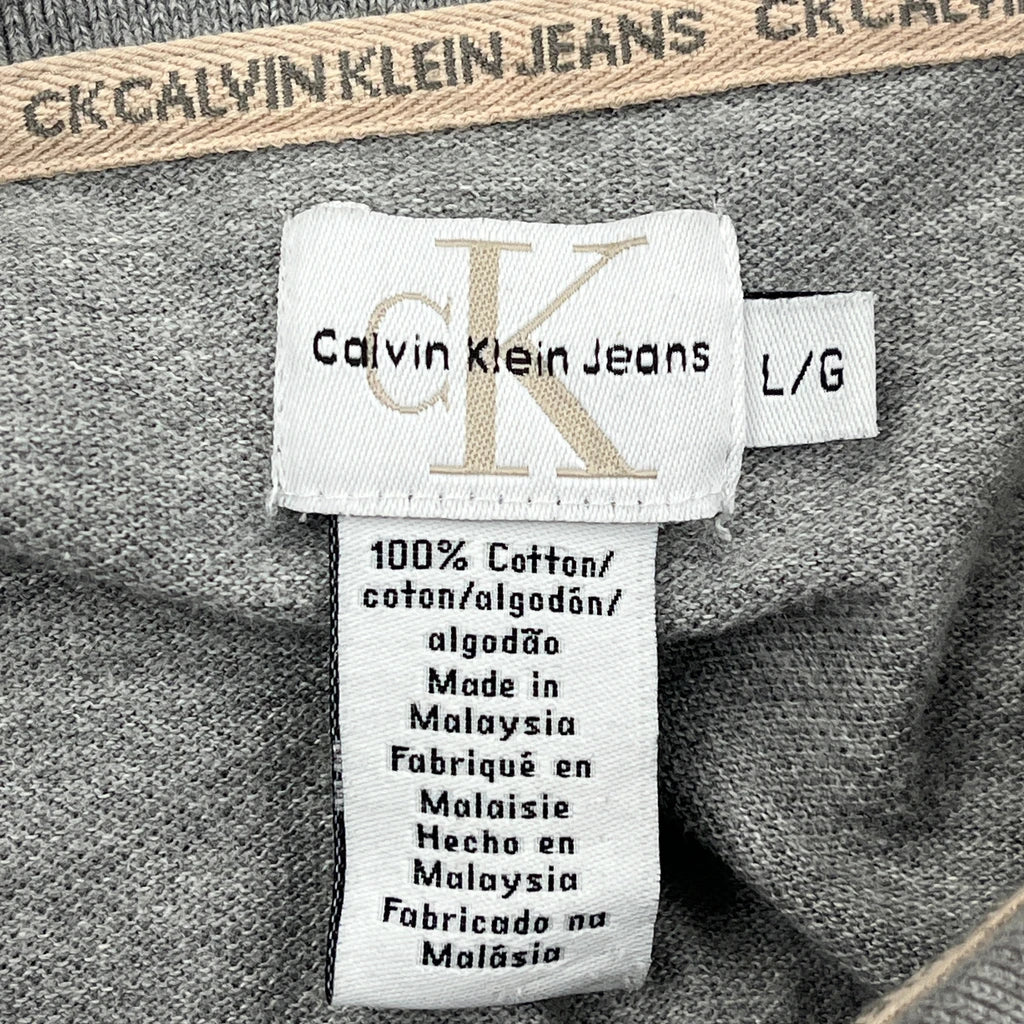 CK CALVIN KLEIN JEANS CK CALVIN
CK
Calvin Klein Jeans
L/G
100% Cotton/
coton/algodón/
algodão
Made in
Malaysia
Fabriqué en
Malaisie
Hecho en
Malaysia
Fabricado na
Malásia